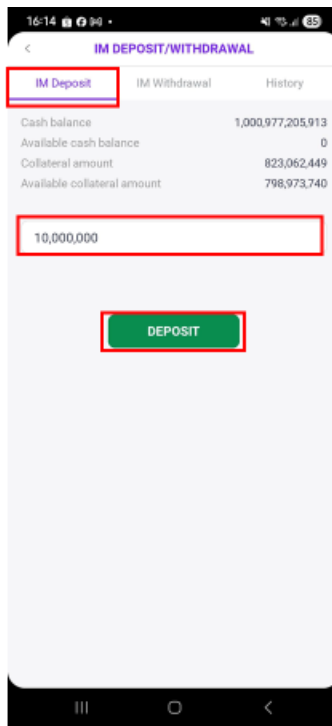 16:14
85
IM DEPOSIT/WITHDRAWAL
IM Deposit IM Withdrawal History
Cash balance 1,000,977,205,913
Available cash balance 0
Collateral amount 823,062,449
Available collateral amount 798,973,740
10,000,000
DEPOSIT